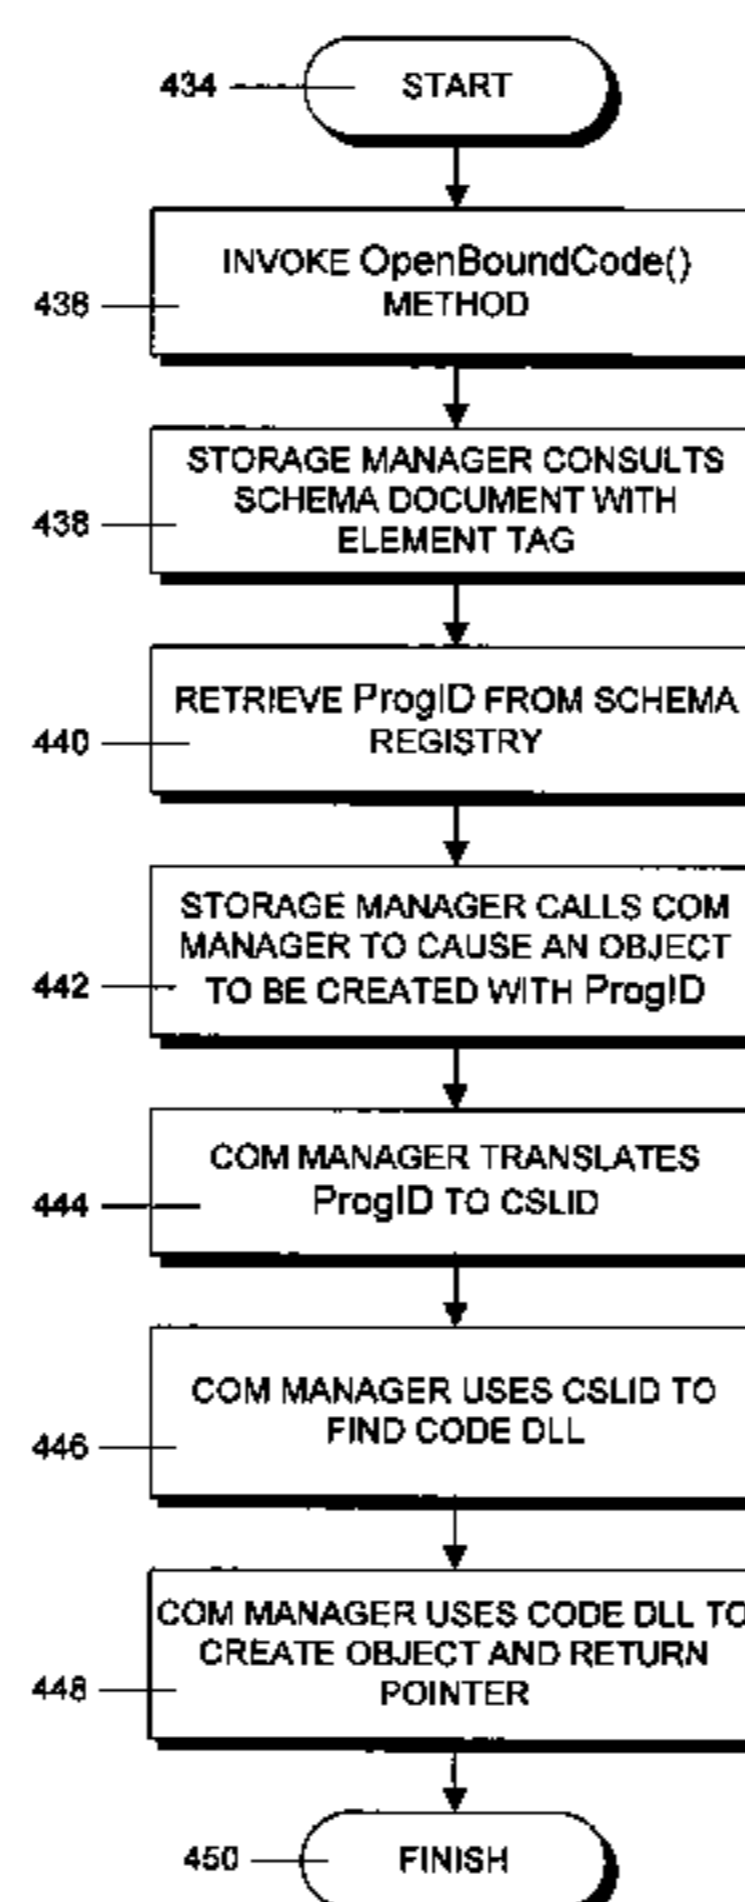 434 START
INVOKE OpenBoundCode()
436 METHOD
STORAGE MANAGER CONSULTS
SCHEMA DOCUMENT WITH
438 ELEMENT TAG
RETRIEVE ProgID FROM SCHEMA
440 REGISTRY
STORAGE MANAGER CALLS COM
MANAGER TO CAUSE AN OBJECT
442 TO BE CREATED WITH ProgID
COM MANAGER TRANSLATES
444 ProgID TO CSLID
COM MANAGER USES CSLID TO
446 FIND CODE DLL
COM MANAGER USES CODE DLL TO
CREATE OBJECT AND RETURN
448 POINTER
450 FINISH